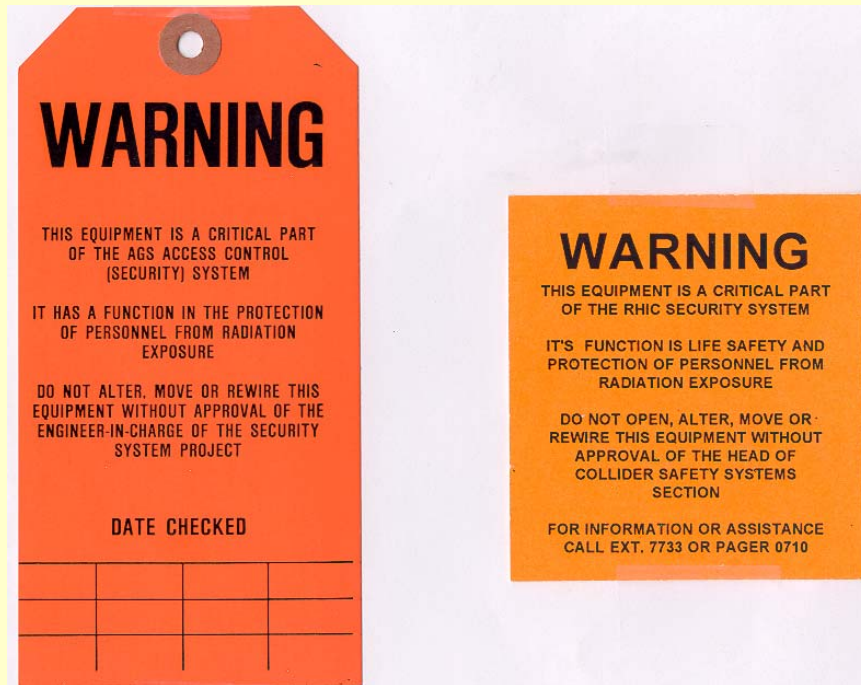 WARNING
THIS EQUIPMENT IS A CRITICAL PART
OF THE AGS ACCESS CONTROL
(SECURITY) SYSTEM
IT HAS A FUNCTION IN THE PROTECTION
OF PERSONNEL FROM RADIATION
EXPOSURE
DO NOT ALTER, MOVE OR REWIRE THIS
EQUIPMENT WITHOUT APPROVAL OF THE
ENGINEER-IN-CHARGE OF THE SECURITY
SYSTEM PROJECT
DATE CHECKED
WARNING
THIS EQUIPMENT IS A CRITICAL PART
OF THE RHIC SECURITY SYSTEM
IT'S FUNCTION IS LIFE SAFETY AND
PROTECTION OF PERSONNEL FROM
RADIATION EXPOSURE
DO NOT OPEN, ALTER, MOVE OR
REWIRE THIS EQUIPMENT WITHOUT
APPROVAL OF THE HEAD OF
COLLIDER SAFETY SYSTEMS
SECTION
FOR INFORMATION OR ASSISTANCE
CALL EXT. 7733 OR PAGER 0710